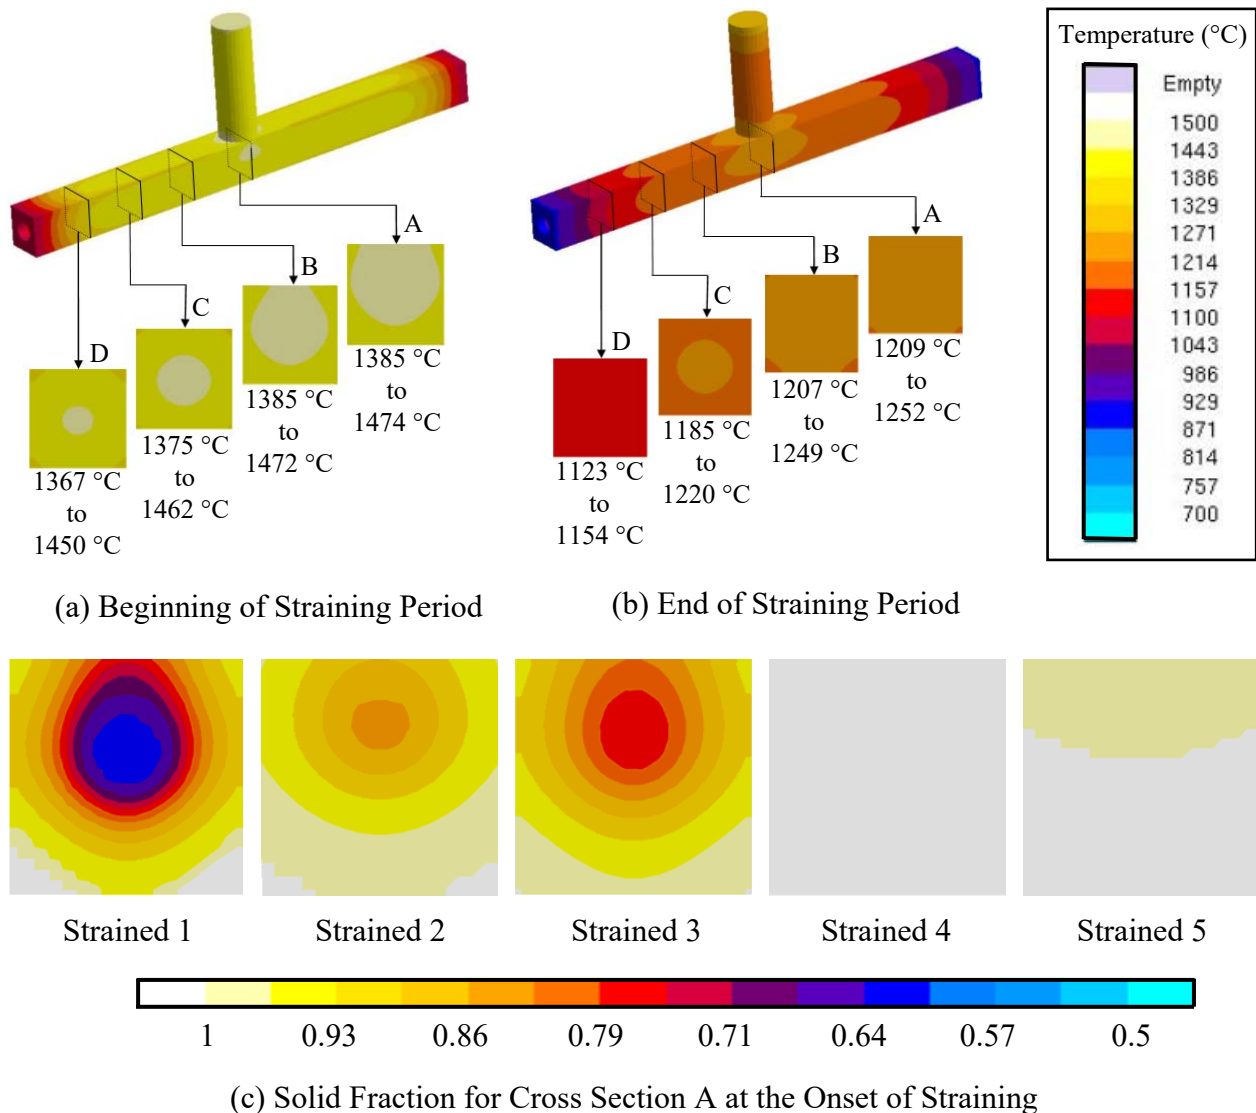 Temperature (°C)
Empty
1500
1443
1386
1329
1271
1214
1157
1100
1043
986
929
871
814
757
700
A
B
C
D
1385 °C
to
1474 °C
1385 °C
to
1472 °C
1375 °C
to
1462 °C
1367 °C
to
1450 °C
(a) Beginning of Straining Period
A
B
C
D
1209 °C
to
1252 °C
1207 °C
to
1249 °C
1185 °C
to
1220 °C
1123 °C
to
1154 °C
(b) End of Straining Period
Strained 1 Strained 2 Strained 3 Strained 4 Strained 5
1 0.93 0.86 0.79 0.71 0.64 0.57 0.5
(c) Solid Fraction for Cross Section A at the Onset of Straining